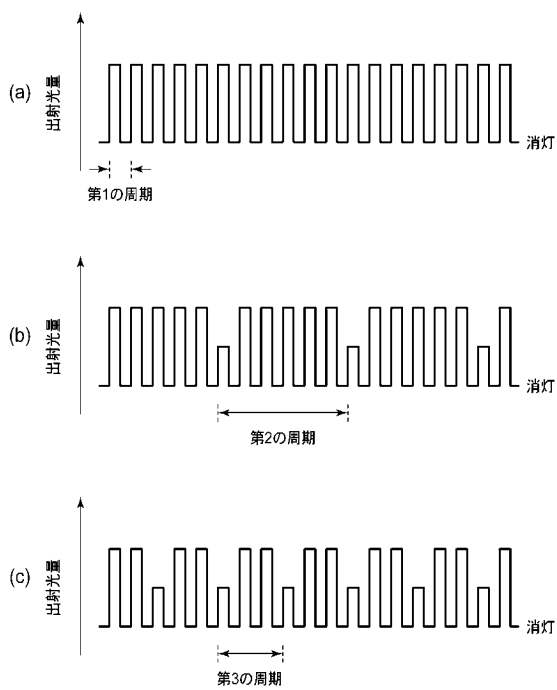 (a)
出射光量
消灯
第1の周期
(b)
出射光量
消灯
第2の周期
(c)
出射光量
消灯
第3の周期